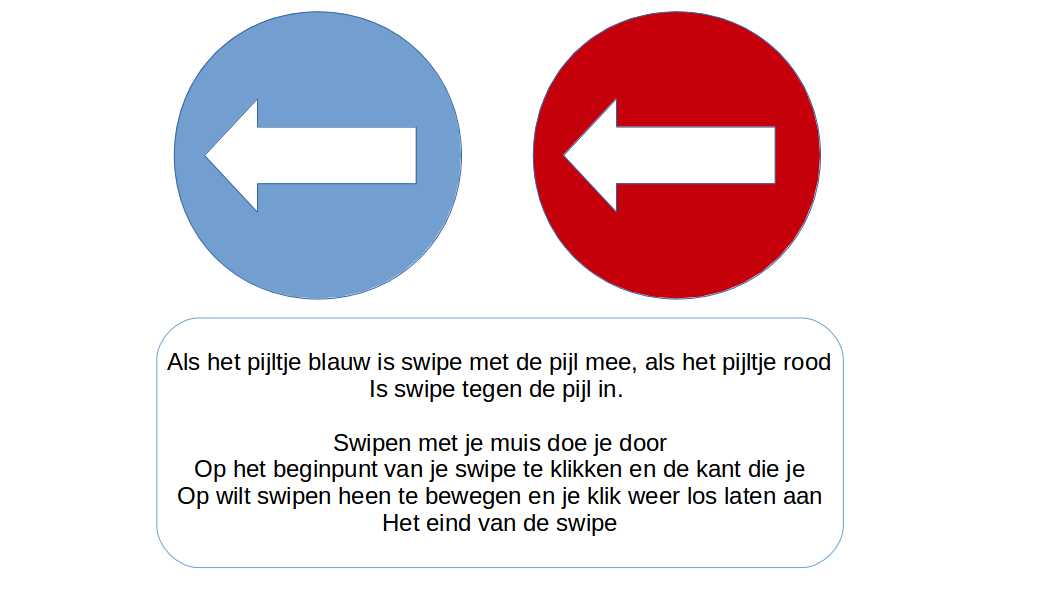 Als het pijltje blauw is swipe met de pijl mee, als het pijltje rood
Is swipe tegen de pijl in.
Swipen met je muis doe je door
Op het beginpunt van je swipe te klikken en de kant die je
Op wilt swipen heen te bewegen en je klik weer los laten aan
Het eind van de swipe